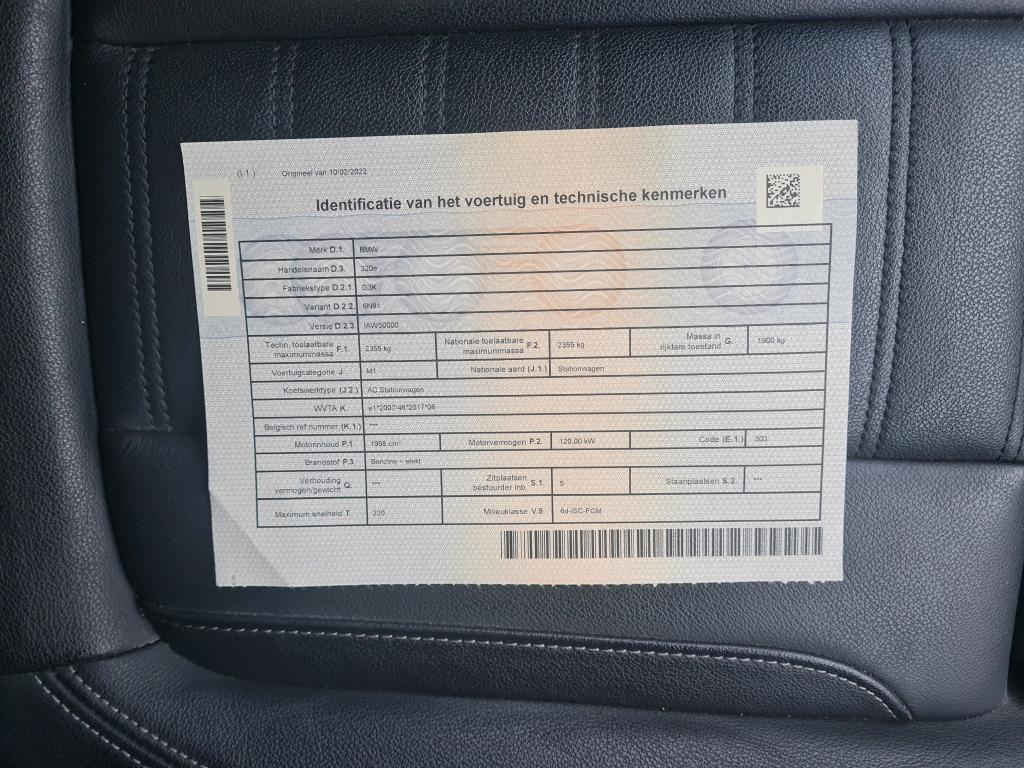 (i.1) Origineel van 10/02/2022
Identificatie van het voertuig en technische kenmerken
Merk D.1. BMW
Handelsnaam D.3. 320e
Fabriekstype D.2.1. G3K
Variant D.2.2. 6N91
Versie D.2.3. IAW50000
Techn. toelaatbare maximummassa F.1. 2355 kg Nationale toelaatbare maximummassa F.2. 2355 kg Massa in rijklare toestand G. 1900 kg
Voertuigcategorie J. M1 Nationale aard (J.1.) Stationwagen
Koetswerktype (J.2.) AC Stationwagen
WVTA K. e1*2007/46*2017*06
Belgisch ref nummer (K.1.) ***
Motorinhoud P.1. 1998 cm³ Motorvermogen P.2. 120,00 kW Code (E.1.) 303
Brandstof P.3. Benzine + elekt
Verhouding vermogen/gewicht Q. *** Zitplaatsen bestuurder inb. S.1. 5 Staanplaatsen S.2. ***
Maximum snelheid T. 220 Milieuklasse V.9. 6d-ISC-FCM